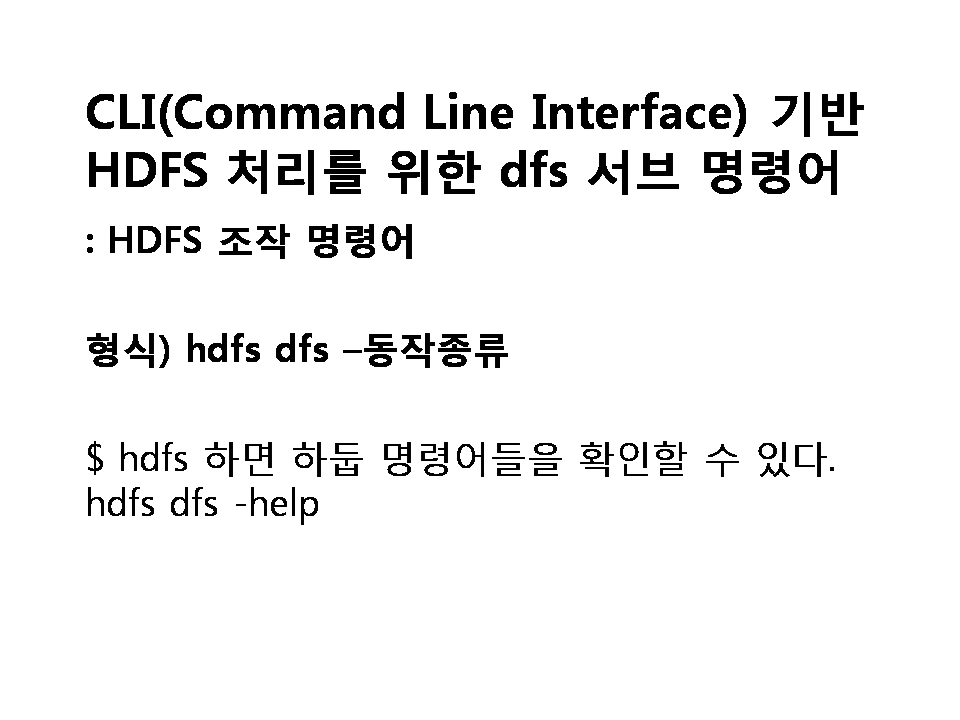 CLI(Command Line Interface) 기반
HDFS 처리를 위한 dfs 서브 명령어
: HDFS 조작 명령어
형식) hdfs dfs –동작종류
$ hdfs 하면 하둡 명령어들을 확인할 수 있다.
hdfs dfs -help